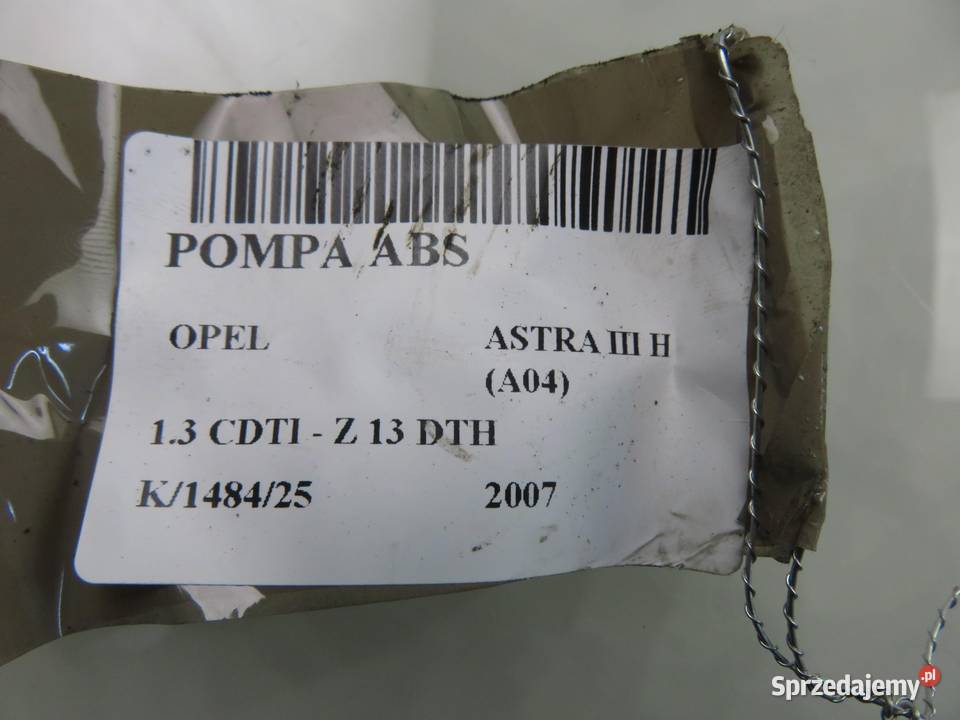 POMPA ABS
OPEL ASTRA III H
(A04)
1.3 CDTI - Z 13 DTH
K/1484/25 2007
Sprzedajemy.pl